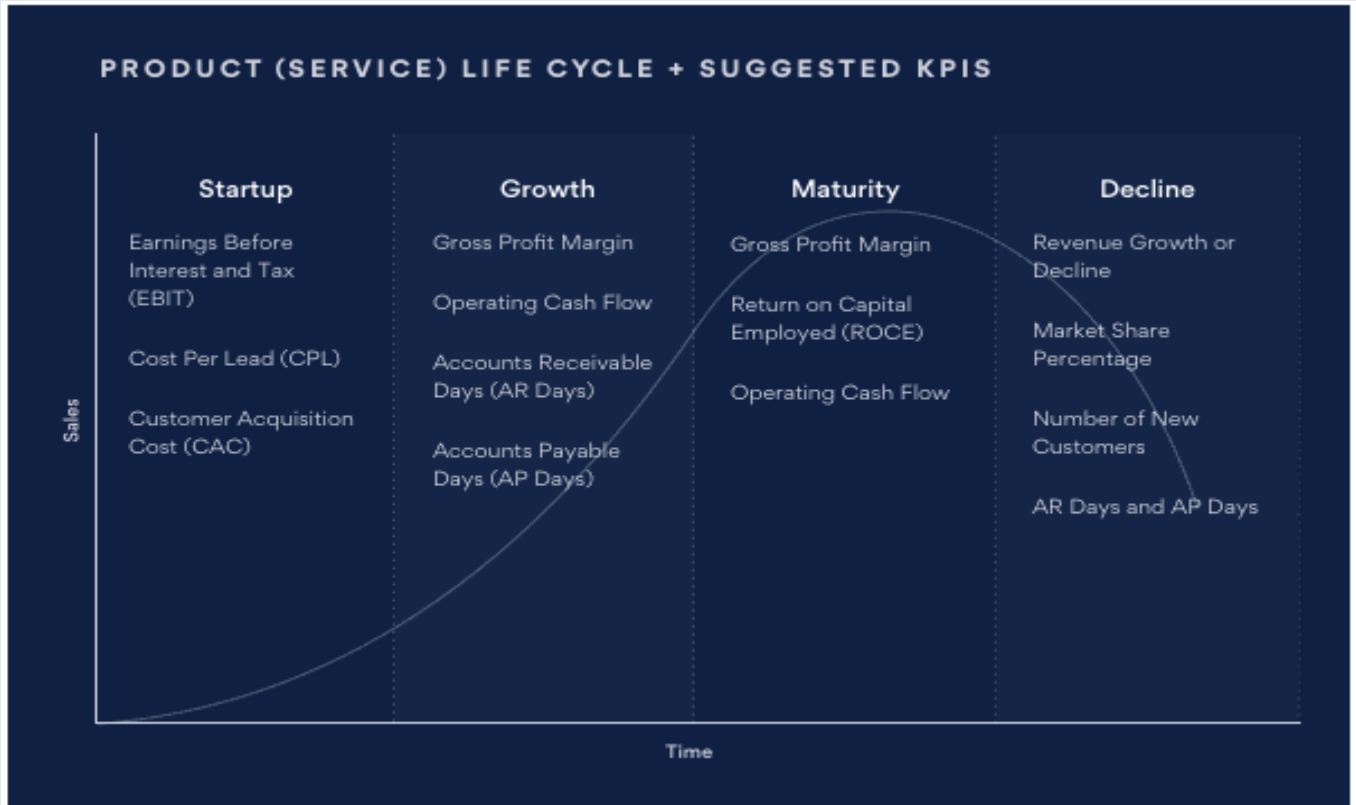 PRODUCT (SERVICE) LIFE CYCLE + SUGGESTED KPIS
Sales
Startup
Earnings Before
Interest and Tax
(EBIT)
Cost Per Lead (CPL)
Customer Acquisition
Cost (CAC)
Growth
Gross Profit Margin
Operating Cash Flow
Accounts Receivable
Days (AR Days)
Accounts Payable
Days (AP Days)
Maturity
Gross Profit Margin
Return on Capital
Employed (ROCE)
Operating Cash Flow
Decline
Revenue Growth or
Decline
Market Share
Percentage
Number of New
Customers
AR Days and AP Days
Time